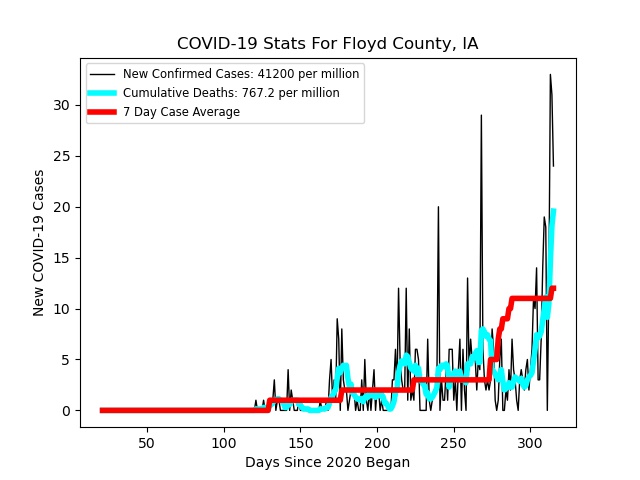 COVID-19 Stats For Floyd County, IA
New Confirmed Cases: 41200 per million
Cumulative Deaths: 767.2 per million
7 Day Case Average
New COVID-19 Cases
30
25
20
15
10
5
0
50
100
150
200
250
300
Days Since 2020 Began